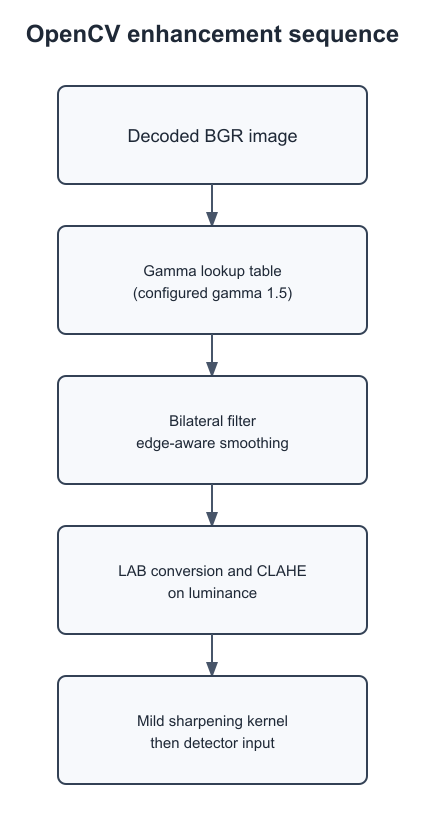 OpenCV enhancement sequence
Decoded BGR image
Gamma lookup table
(configured gamma 1.5)
Bilateral filter
edge-aware smoothing
LAB conversion and CLAHE
on luminance
Mild sharpening kernel
then detector input